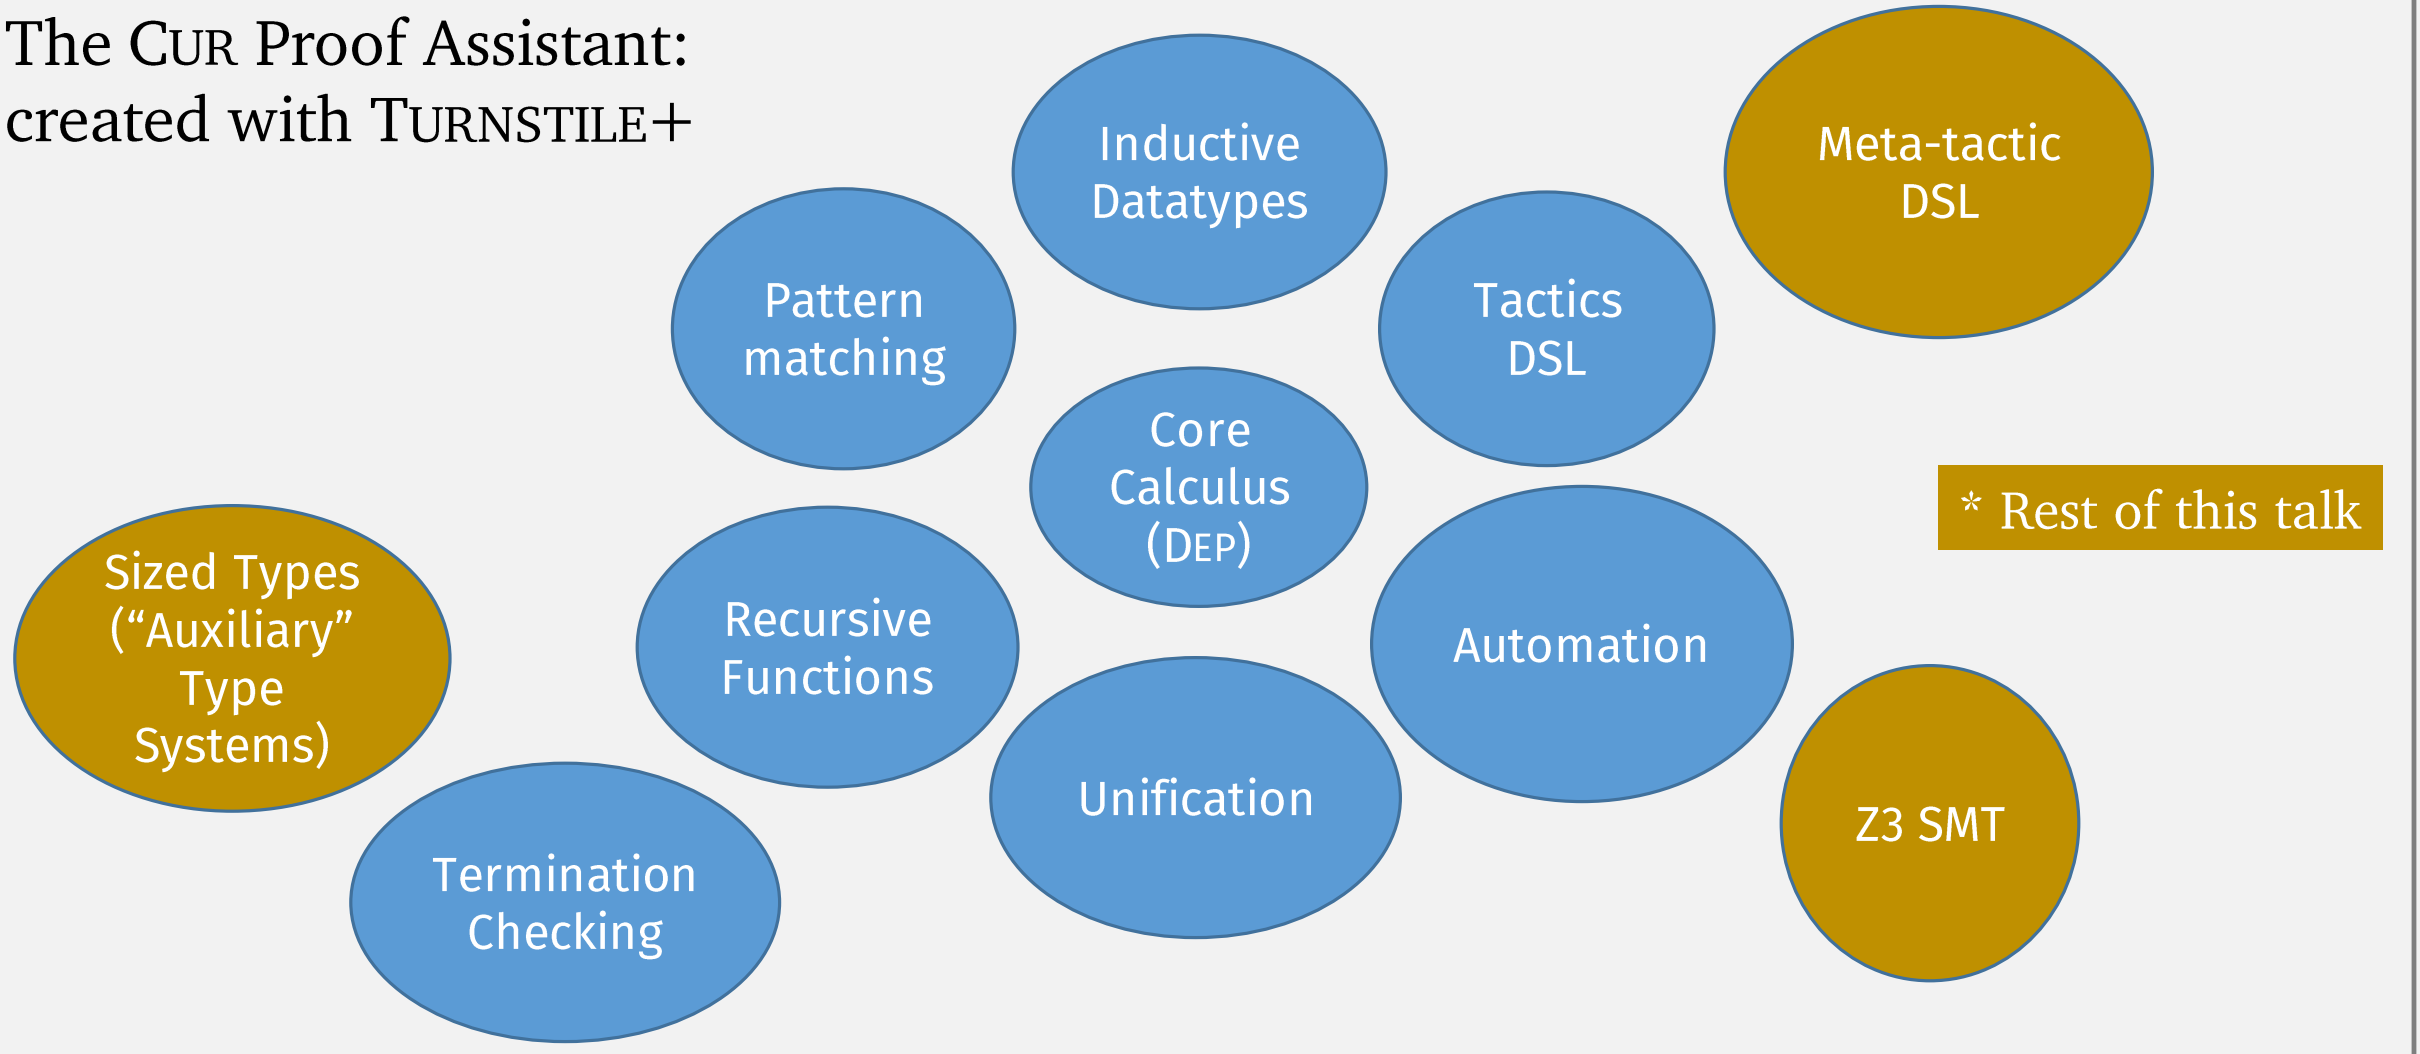 The CUR Proof Assistant:
created with TURNSTILE+
Inductive
Datatypes
Meta-tactic
DSL
Pattern
matching
Tactics
DSL
Core
Calculus
(DEP)
* Rest of this talk
Sized Types
(“Auxiliary”
Type
Systems)
Recursive
Functions
Automation
Unification
Z3 SMT
Termination
Checking